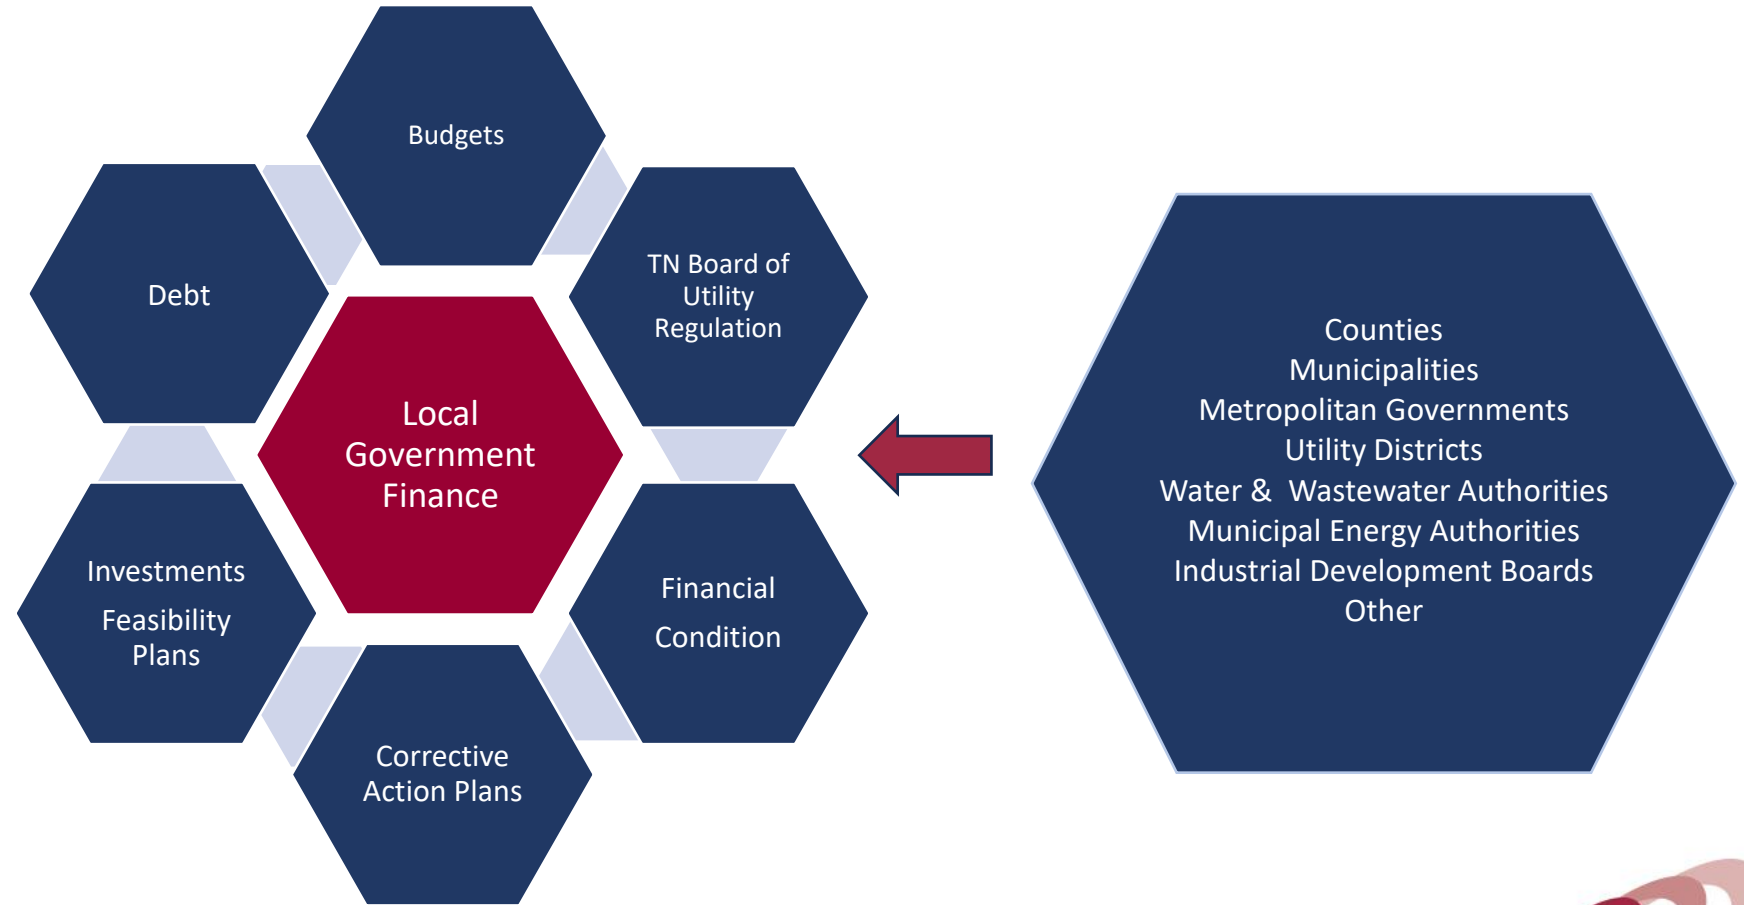 Budgets
TN Board of
Utility
Regulation
Debt
Local
Government
Finance
Investments
Feasibility
Plans
Financial
Condition
Corrective
Action Plans
Counties
Municipalities
Metropolitan Governments
Utility Districts
Water &  Wastewater Authorities
Municipal Energy Authorities
Industrial Development Boards
Other